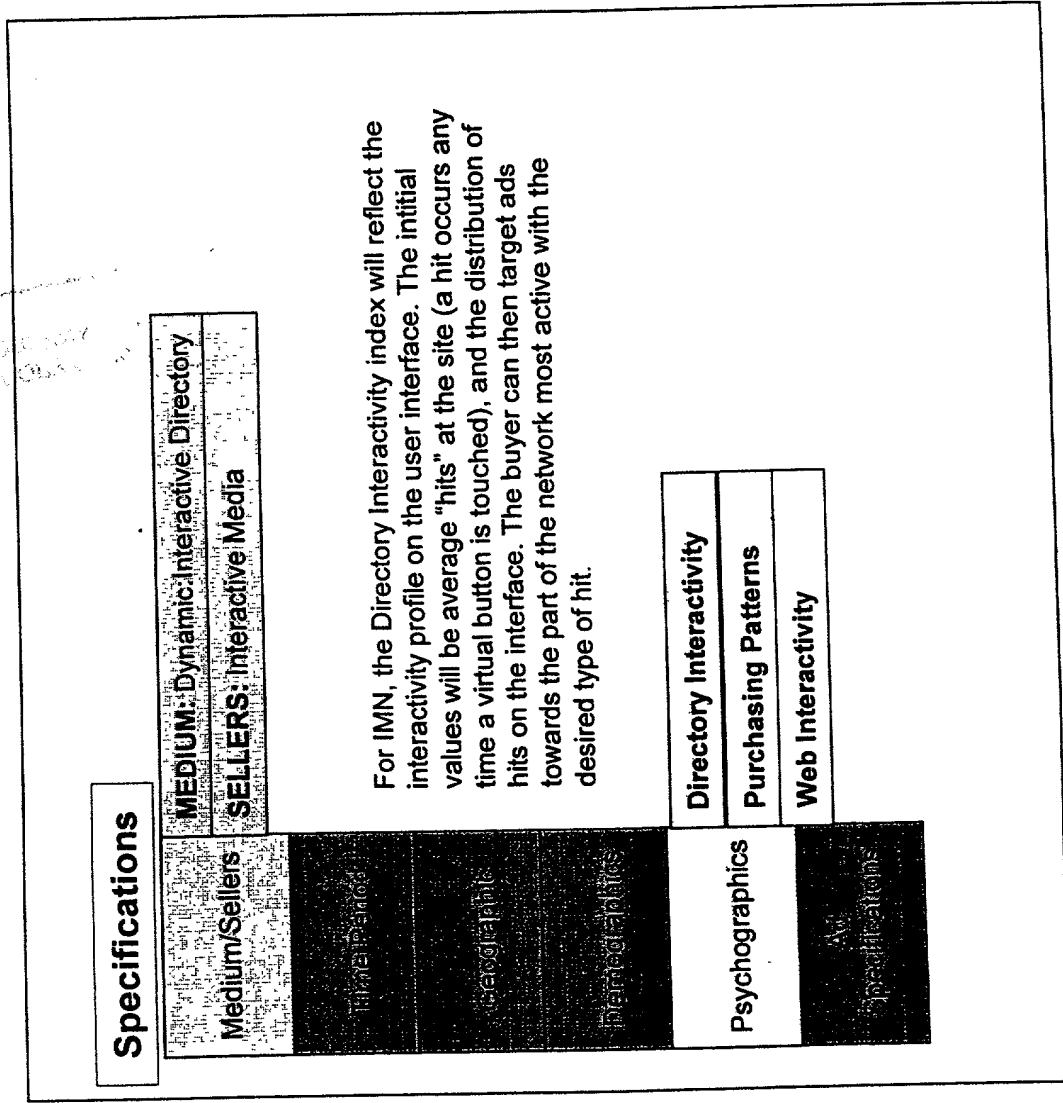 Specifications
Medium/Sellers
MEDIUM: Dynamic Interactive Directory
SELLERS: Interactive Media
Time Period
Geographic
Demographics
Psychographics
Ad
Specifications
For IMN, the Directory Interactivity index will reflect the
interactivity profile on the user interface. The intitial
values will be average "hits" at the site (a hit occurs any
time a virtual button is touched), and the distribution of
hits on the interface. The buyer can then target ads
towards the part of the network most active with the
desired type of hit.
Directory Interactivity
Purchasing Patterns
Web Interactivity